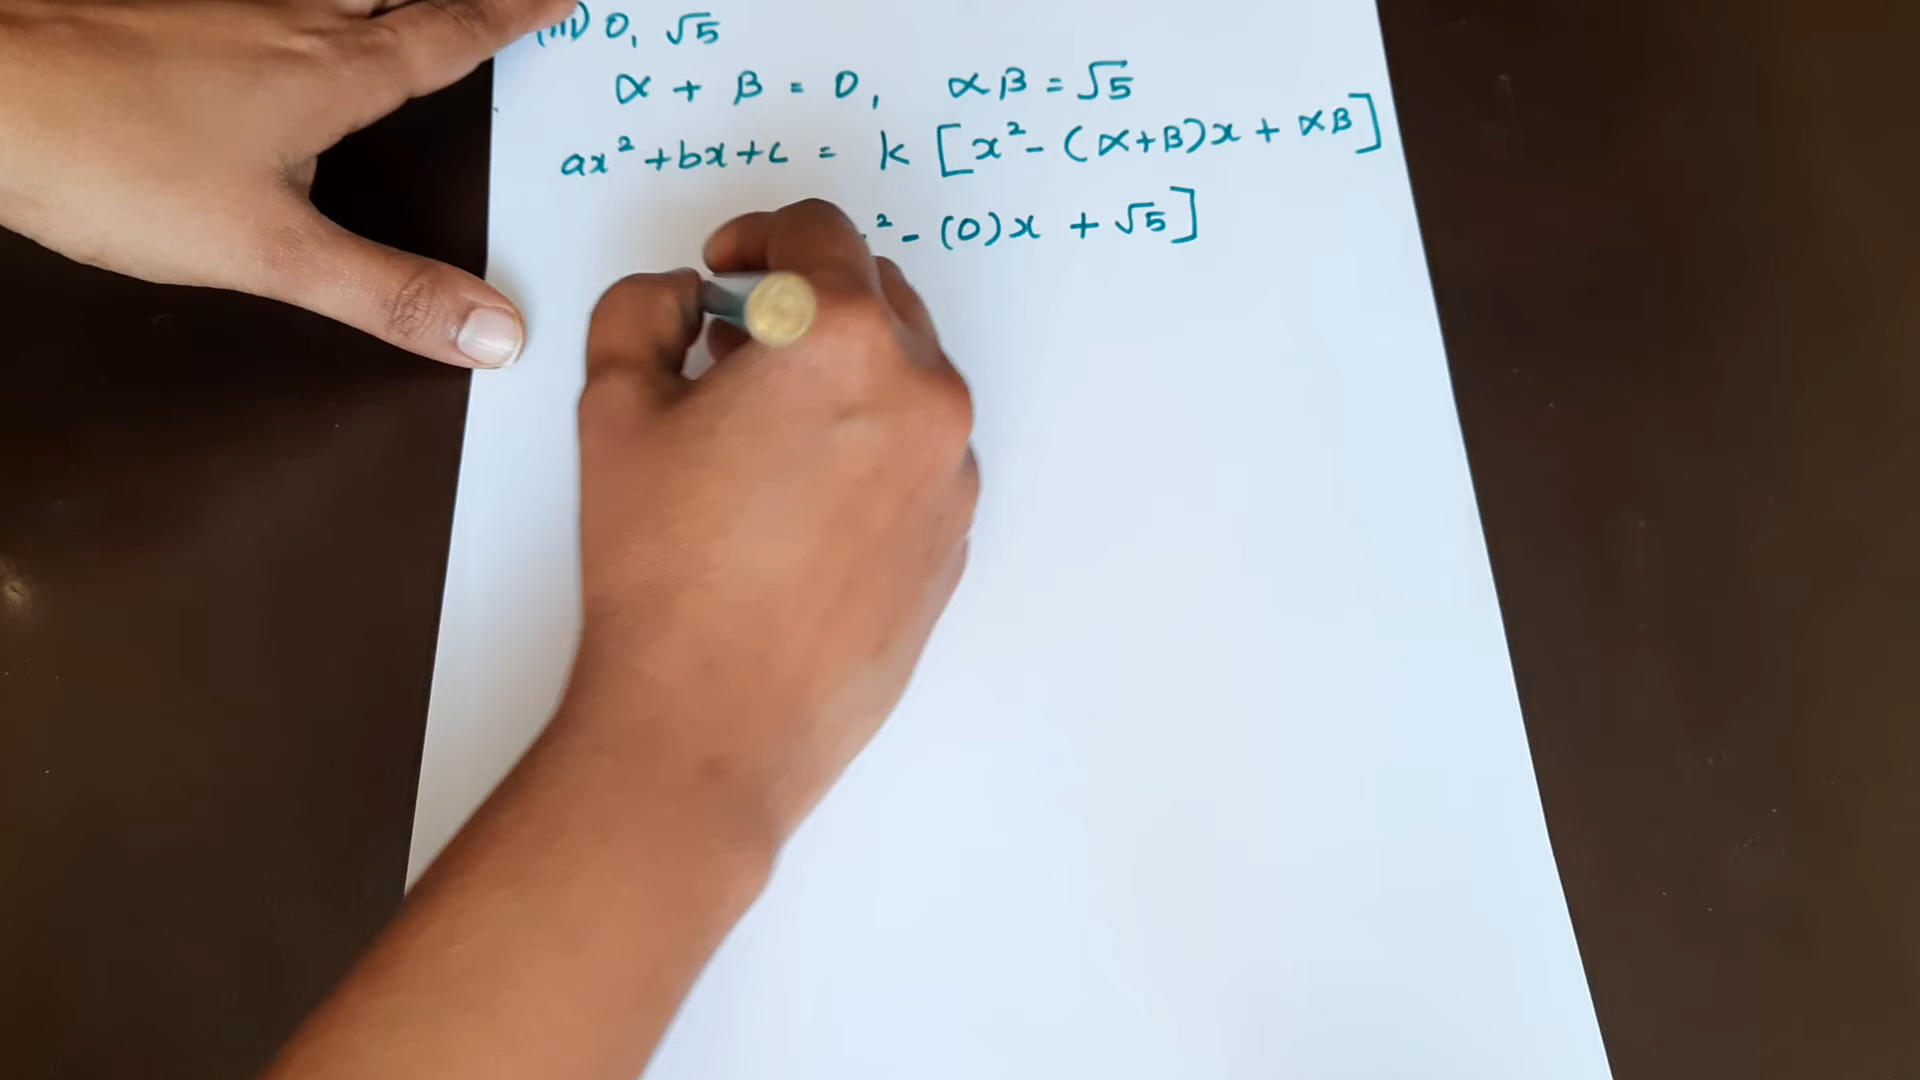 (iii) 0, √5
α + β = 0, αβ = √5
ax² + bx + c = k [x² - (α+β)x + αβ]
² - (0)x + √5]